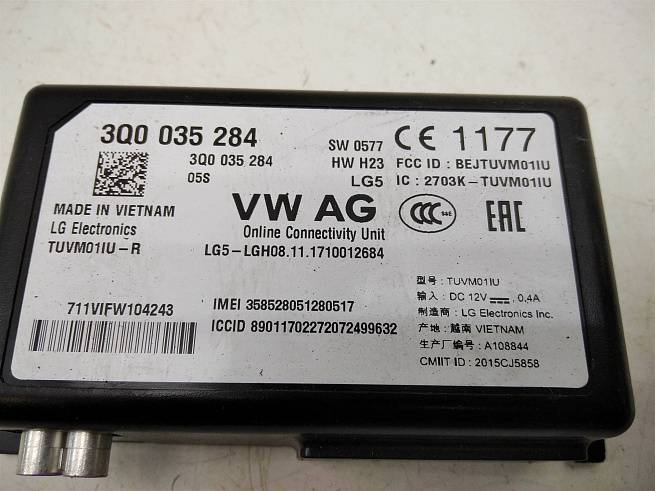 3Q0 035 284
3Q0 035 284
05S
SW 0577
HW H23
LG5
CE 1177
FCC ID : BEJTUVM01IU
IC : 2703K-TUVM01IU
MADE IN VIETNAM
LG Electronics
TUVM01IU-R
VW AG
Online Connectivity Unit
LG5-LGH08.11.1710012684
CCC S&E
EAC
711VIFW104243
IMEI 358528051280517
ICCID 89011702272072499632
型号: TUVM01IU
输入: DC 12V, 0,4A
制造商: LG Electronics Inc.
产地: 越南 VIETNAM
生产厂编号: A108844
CMIIT ID: 2015CJ5858